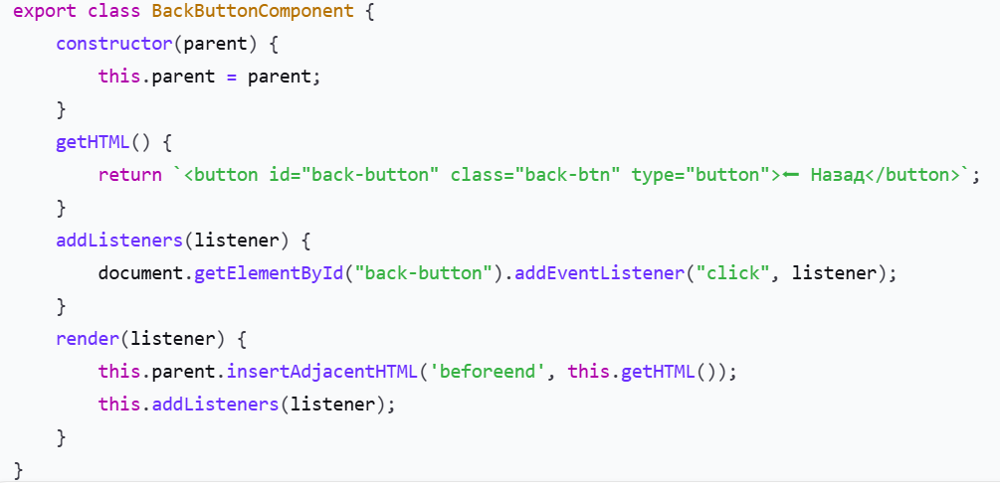 export class BackButtonComponent {
    constructor(parent) {
        this.parent = parent;
    }
    getHTML() {
        return `<button id="back-button" class="back-btn" type="button">⬅ Назад</button>`;
    }
    addListeners(listener) {
        document.getElementById("back-button").addEventListener("click", listener);
    }
    render(listener) {
        this.parent.insertAdjacentHTML('beforeend', this.getHTML());
        this.addListeners(listener);
    }
}